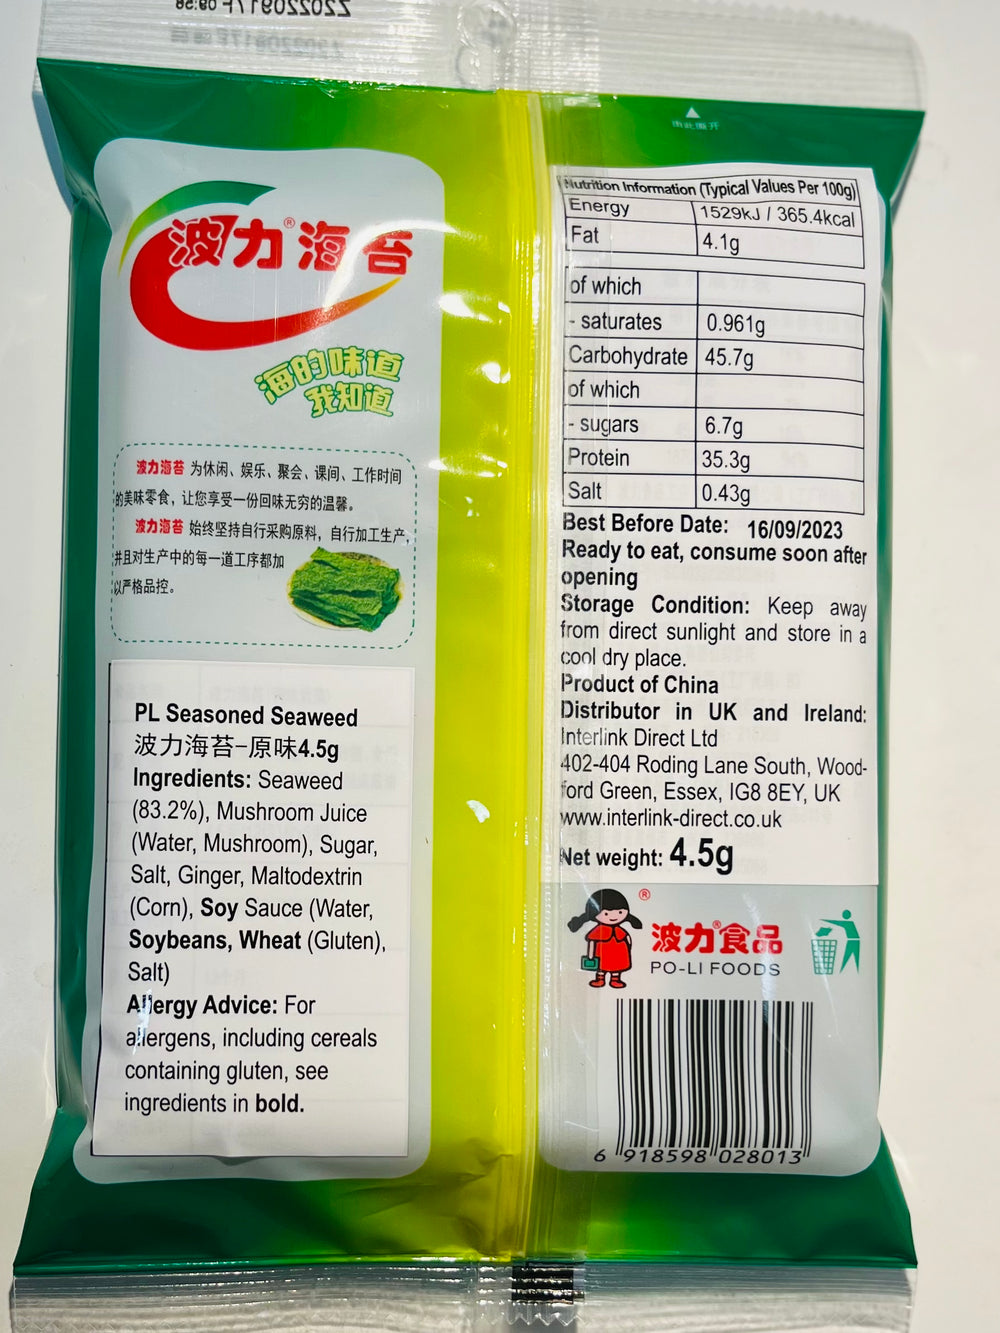 Z20220917F 08:58
由此撕开
波力®海苔
海的味道
我知道
波力海苔 为休闲、娱乐、聚会、课间、工作时间
的美味零食，让您享受一份回味无穷的温馨。
波力海苔 始终坚持自行采购原料，自行加工生产，
并且对生产中的每一道工序都加
以严格品控。
PL Seasoned Seaweed
波力海苔-原味4.5g
Ingredients: Seaweed
(83.2%), Mushroom Juice
(Water, Mushroom), Sugar,
Salt, Ginger, Maltodextrin
(Corn), Soy Sauce (Water,
Soybeans, Wheat (Gluten),
Salt)
Allergy Advice: For
allergens, including cereals
containing gluten, see
ingredients in bold.
Nutrition Information (Typical Values Per 100g)
Energy 1529kJ / 365.4kcal
Fat 4.1g
of which
- saturates 0.961g
Carbohydrate 45.7g
of which
- sugars 6.7g
Protein 35.3g
Salt 0.43g
Best Before Date: 16/09/2023
Ready to eat, consume soon after
opening
Storage Condition: Keep away
from direct sunlight and store in a
cool dry place.
Product of China
Distributor in UK and Ireland:
Interlink Direct Ltd
402-404 Roding Lane South, Wood-
ford Green, Essex, IG8 8EY, UK
www.interlink-direct.co.uk
Net weight: 4.5g
波力®食品
PO-LI FOODS
6 918598 028013